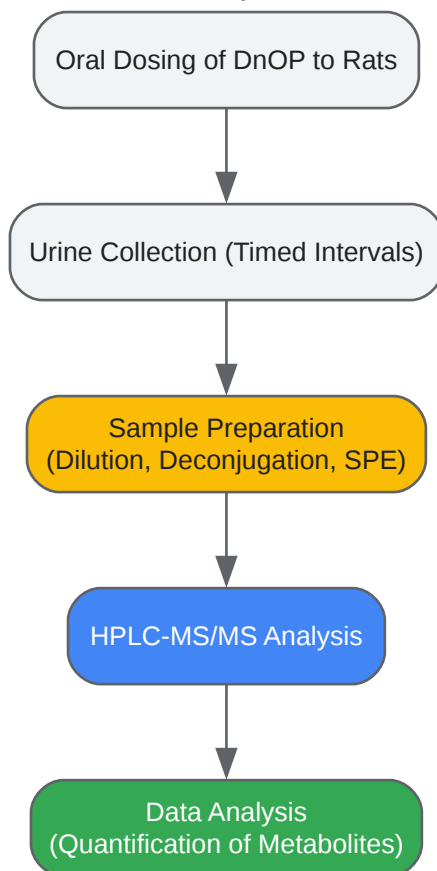 Oral Dosing of DnOP to Rats
Urine Collection (Timed Intervals)
Sample Preparation
(Dilution, Deconjugation, SPE)
HPLC-MS/MS Analysis
Data Analysis
(Quantification of Metabolites)